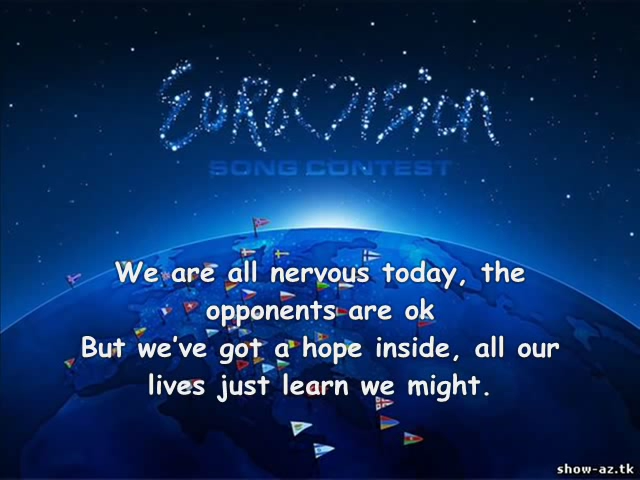 EUROVISION
SONG CONTEST
We are all nervous today, the
opponents are ok
But we’ve got a hope inside, all our
lives just learn we might.
show-az.tk